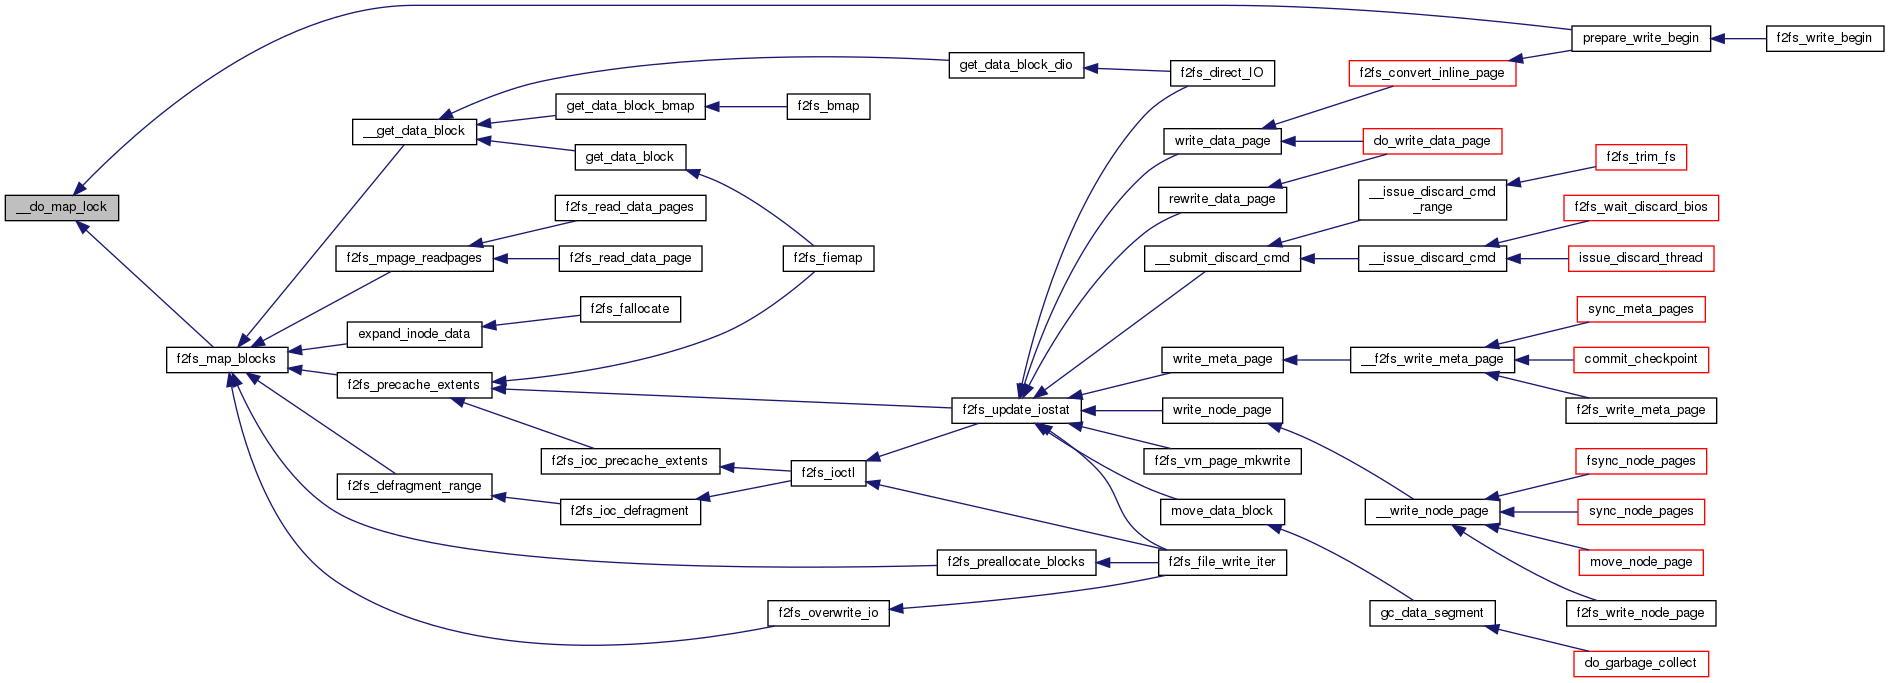 __do_map_lock
f2fs_map_blocks
__get_data_block
f2fs_mpage_readpages
expand_inode_data
f2fs_precache_extents
f2fs_defragment_range
get_data_block_bmap
get_data_block
f2fs_read_data_pages
f2fs_read_data_page
f2fs_fallocate
f2fs_ioc_precache_extents
f2fs_ioc_defragment
f2fs_bmap
f2fs_fiemap
f2fs_ioctl
f2fs_overwrite_io
get_data_block_dio
f2fs_update_iostat
f2fs_preallocate_blocks
f2fs_direct_IO
write_data_page
rewrite_data_page
__submit_discard_cmd
write_meta_page
write_node_page
f2fs_vm_page_mkwrite
move_data_block
f2fs_file_write_iter
f2fs_convert_inline_page
do_write_data_page
__issue_discard_cmd
_range
__issue_discard_cmd
__f2fs_write_meta_page
__write_node_page
gc_data_segment
prepare_write_begin
f2fs_trim_fs
f2fs_wait_discard_bios
issue_discard_thread
sync_meta_pages
commit_checkpoint
f2fs_write_meta_page
fsync_node_pages
sync_node_pages
move_node_page
f2fs_write_node_page
do_garbage_collect
f2fs_write_begin